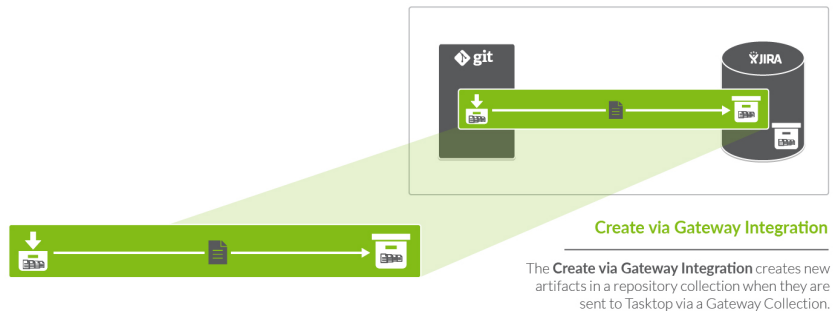 git
JIRA
Create via Gateway Integration
The Create via Gateway Integration creates new
artifacts in a repository collection when they are
sent to Tasktop via a Gateway Collection.